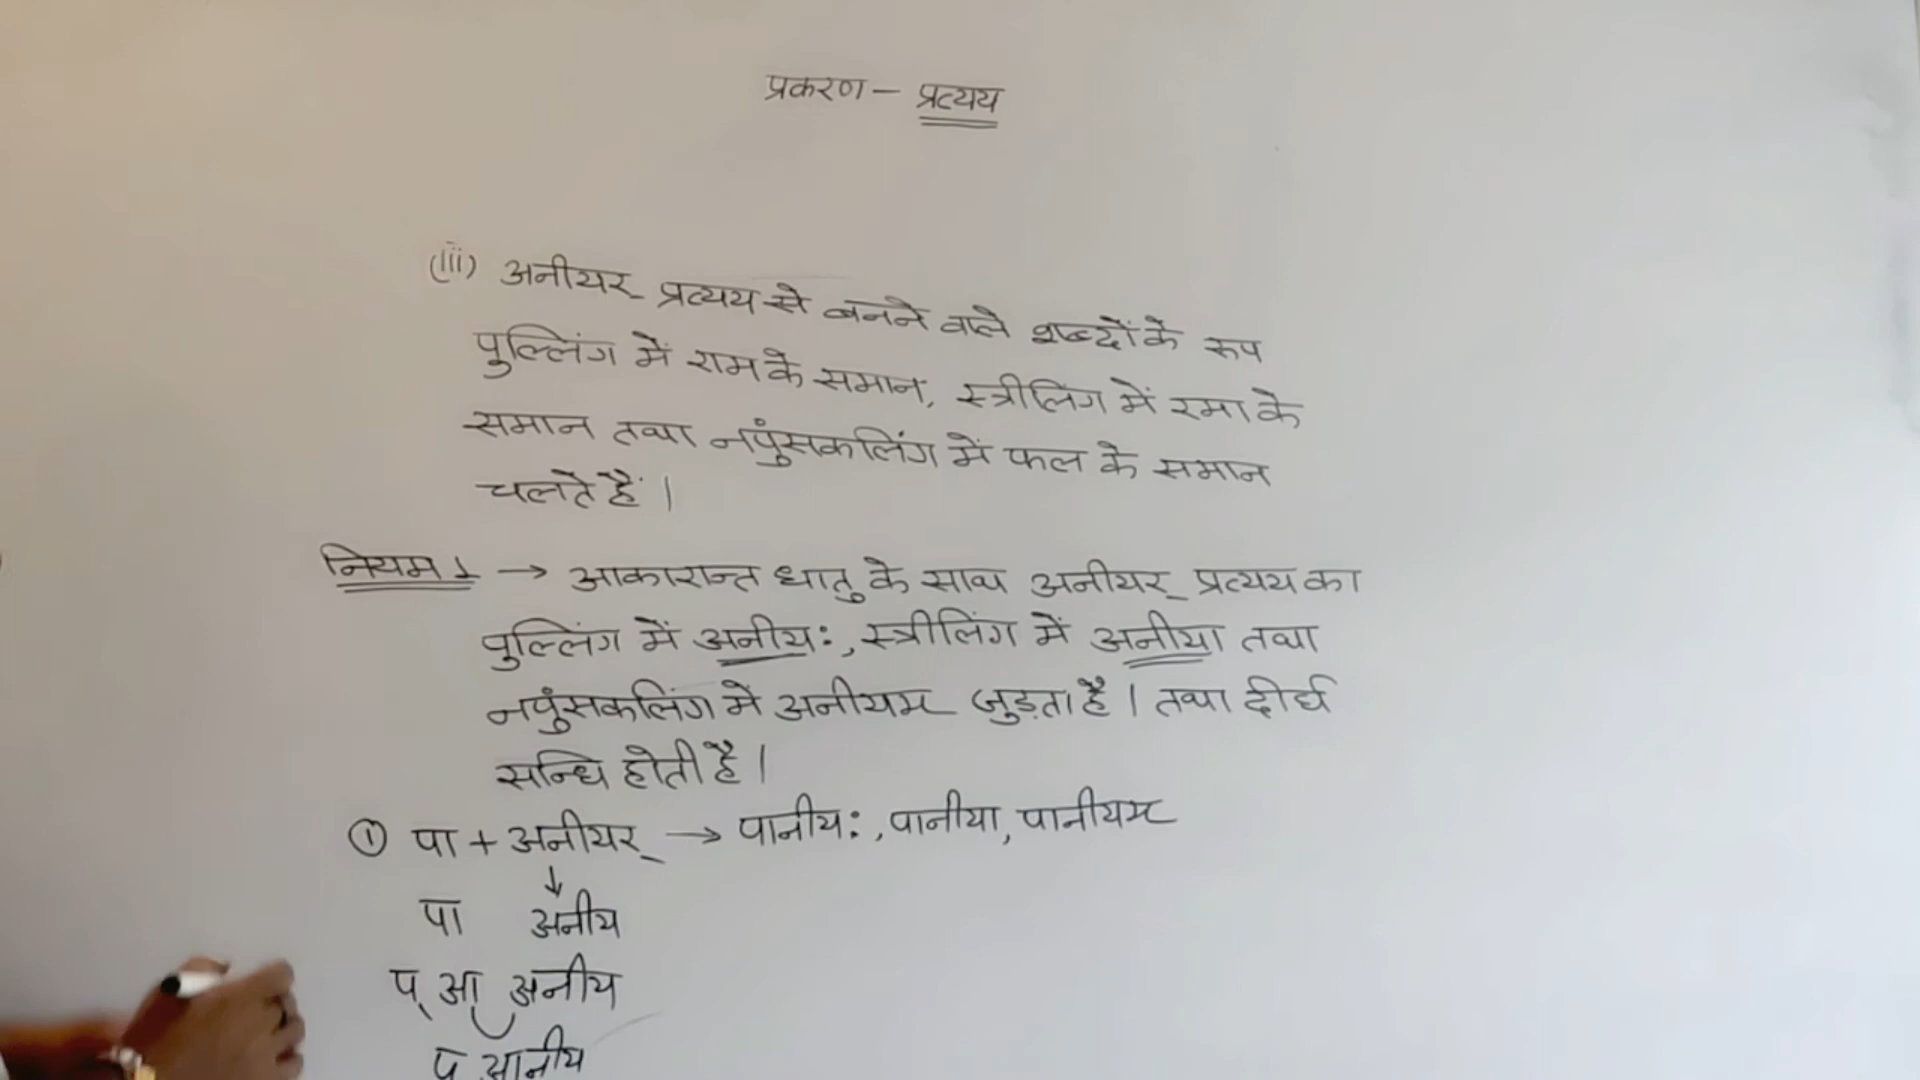 प्रकरण – प्रत्यय
(iii) अनीयर् प्रत्यय से बनने वाले शब्दों के रूप
पुल्लिंग में राम के समान, स्त्रीलिंग में रमा के
समान तथा नपुंसकलिंग में फल के समान
चलते हैं।
नियम 1 → आकारान्त धातु के साथ अनीयर् प्रत्यय का
पुल्लिंग में अनीयः, स्त्रीलिंग में अनीया तथा
नपुंसकलिंग में अनीयम् जुड़ता है। तथा दीर्घ
सन्धि होती है।
① पा + अनीयर् → पानीयः, पानीया, पानीयम्
↓
पा अनीय
प् आ अनीय
प् आनीय